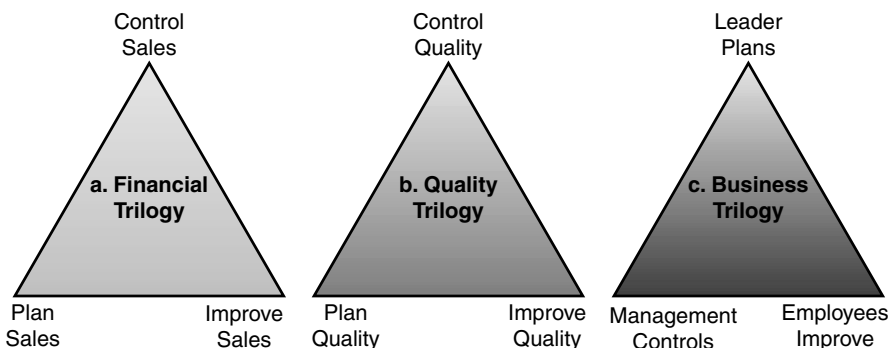 Control
Sales
a. Financial
Trilogy
Plan
Sales
Improve
Sales
Control
Quality
b. Quality
Trilogy
Plan
Quality
Improve
Quality
Leader
Plans
c. Business
Trilogy
Management
Controls
Employees
Improve